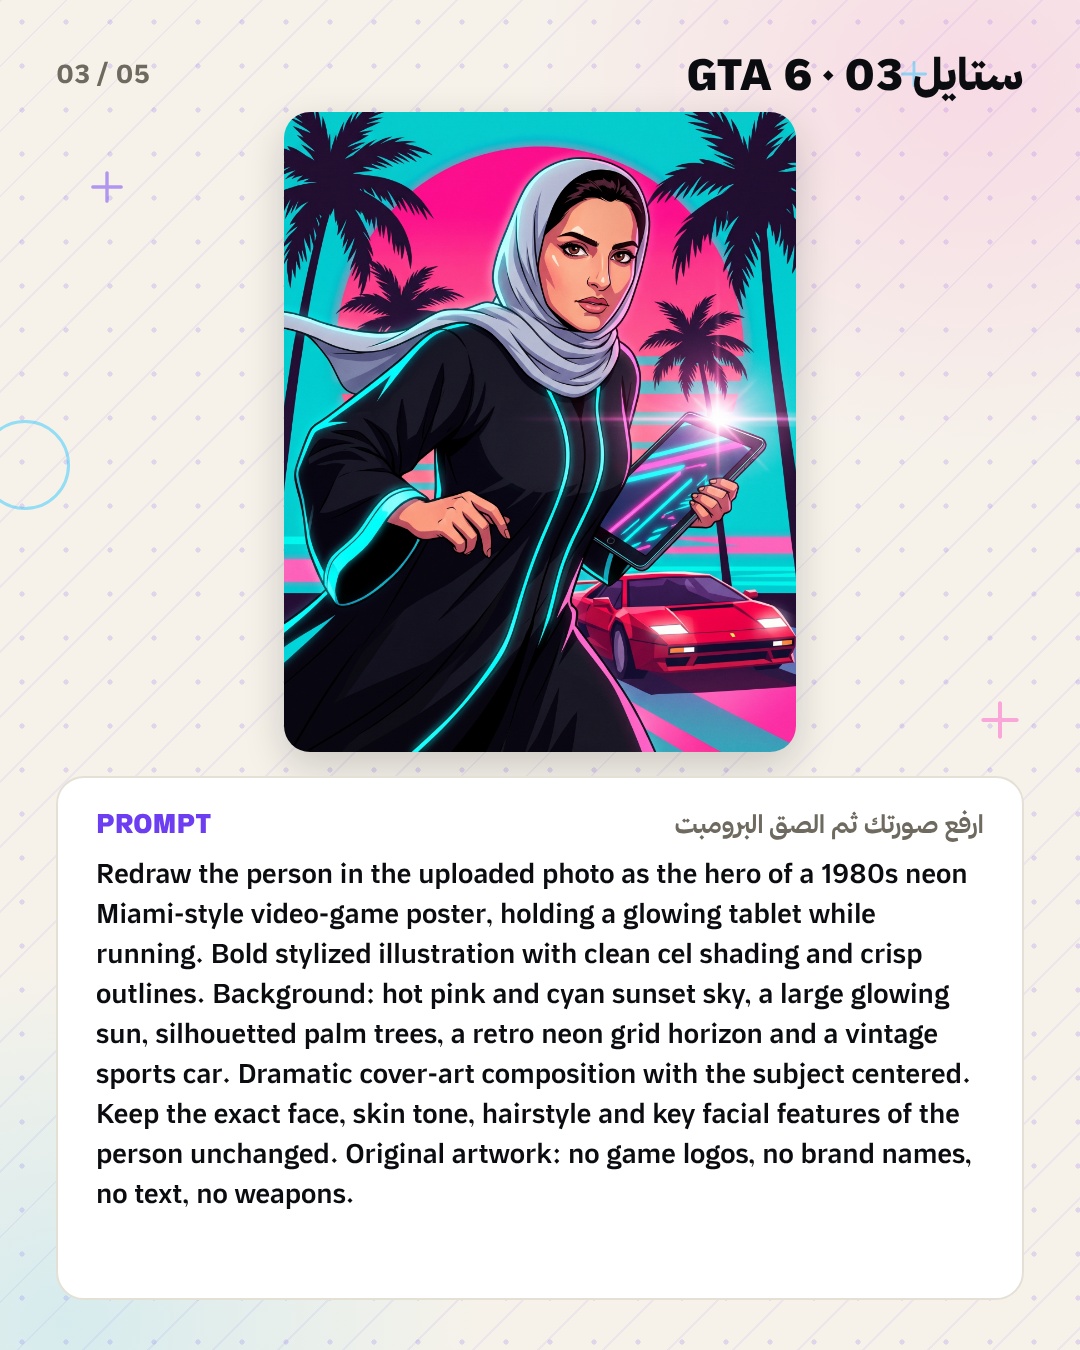 03 / 05
ستايل GTA 6 · 03
PROMPT
ارفع صورتك ثم الصق البرومبت
Redraw the person in the uploaded photo as the hero of a 1980s neon
Miami-style video-game poster, holding a glowing tablet while
running. Bold stylized illustration with clean cel shading and crisp
outlines. Background: hot pink and cyan sunset sky, a large glowing
sun, silhouetted palm trees, a retro neon grid horizon and a vintage
sports car. Dramatic cover-art composition with the subject centered.
Keep the exact face, skin tone, hairstyle and key facial features of the
person unchanged. Original artwork: no game logos, no brand names,
no text, no weapons.